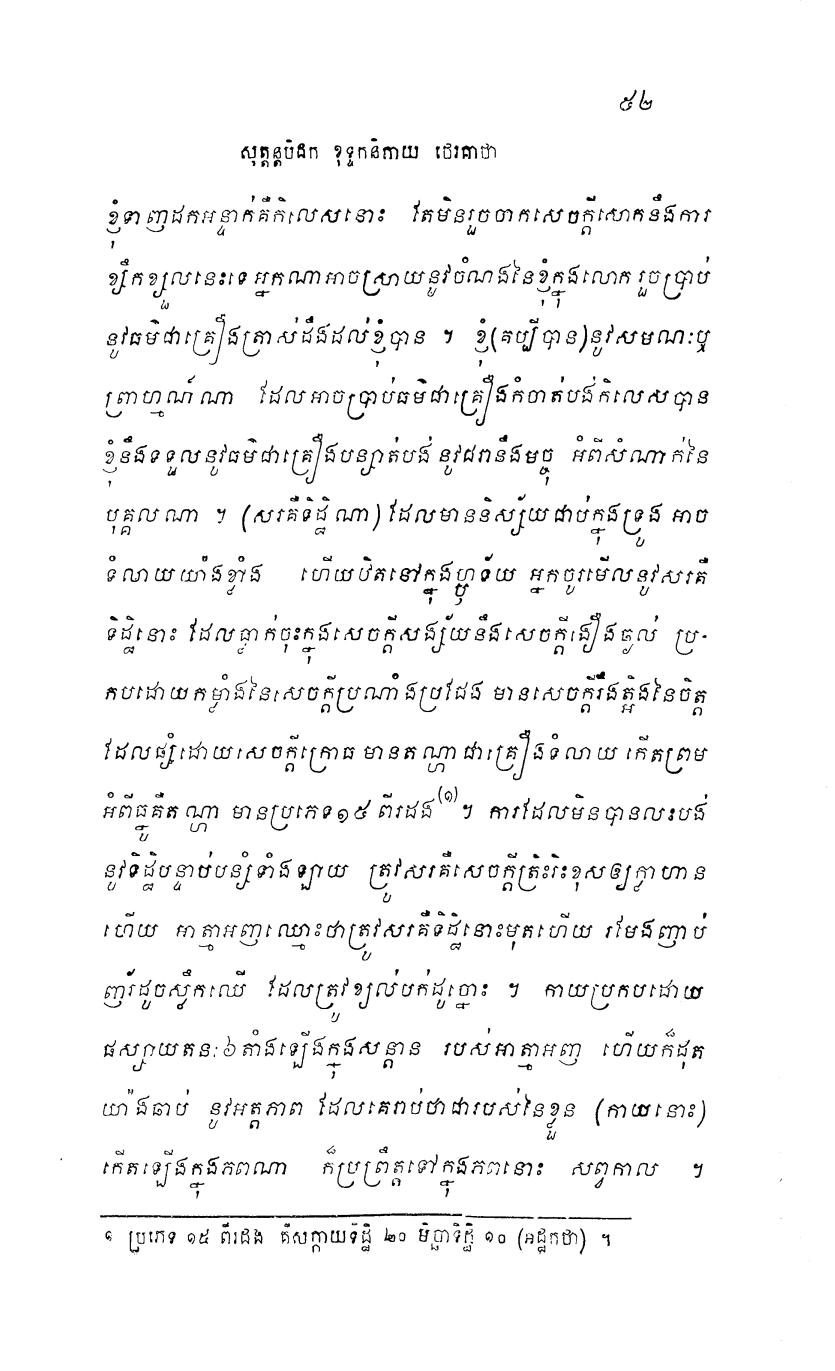 ៥២
សុត្តន្តបិដក ខុទ្ទកនិកាយ ថេរគាថា
ខ្ញុំទាញដកអន្ទាក់គឺកិលេសនោះ តែមិនរួចចាកសេចក្តីសោកនឹងការ
ខ្សឹកខ្សួលនេះទេ អ្នកណាអាចស្រាយនូវចំណងនៃខ្ញុំក្នុងលោក រួចប្រាប់
នូវធម៌ជាគ្រឿងត្រាស់ដឹងដល់ខ្ញុំបាន ។ ខ្ញុំ(គប្បីបាន)នូវសមណៈឬ
ព្រាហ្មណ៍ណា ដែលអាចប្រាប់ធម៌ជាគ្រឿងកំចាត់បង់កិលេសបាន
ខ្ញុំនឹងទទួលនូវធម៌ជាគ្រឿងបន្សាត់បង់ នូវជរានឹងមច្ចុ អំពីសំណាក់នៃ
បុគ្គលណា ។ (សរគឺទិដ្ឋិណា) ដែលមាននិស្ស័យជាប់ក្នុងទ្រូង អាច
ទំលាយយ៉ាងខ្លាំង ហើយឋិតនៅក្នុងហ្ឫទ័យ អ្នកចូរមើលនូវសរគឺ
ទិដ្ឋិនោះ ដែលធ្លាក់ចុះក្នុងសេចក្តីសង្ស័យនឹងសេចក្តីងឿងឆ្ងល់ ប្រ-
កបដោយកម្លាំងនៃសេចក្តីប្រណាំងប្រជែង មានសេចក្តីរឹងត្អឹងនៃចិត្ត
ដែលផ្សំដោយសេចក្តីក្រោធ មានតណ្ហាជាគ្រឿងទំលាយ កើតព្រម
អំពីធ្នូគឺតណ្ហា មានប្រភេទ១៥ ពីរដង(១)។ ការដែលមិនបានលះបង់
នូវទិដ្ឋិបន្ទាប់បន្សំទាំងឡាយ ត្រូវសរគឺសេចក្តីត្រិះរិះខុសឲ្យក្លាហាន
ហើយ អាត្មាអញឈ្មោះថាត្រូវសរគឺទិដ្ឋិនោះមុតហើយ រមែងញាប់
ញ័រដូចស្លឹកឈើ ដែលត្រូវខ្យល់បក់ដូច្នោះ ។ កាយប្រកបដោយ
ផស្សាយតនៈ៦ តាំងឡើងក្នុងសន្តាន របស់អាត្មាអញ ហើយក៏ដុត
យ៉ាងឆាប់ នូវអត្តភាព ដែលគេរាប់ថាជារបស់នៃខ្លួន (កាយនោះ)
កើតឡើងក្នុងភពណា ក៏ប្រព្រឹត្តទៅក្នុងភពនោះ សព្វកាល ។
១ ប្រភេទ ១៥ ពីរដង គឺសក្កាយទិដ្ឋិ ២០ មិច្ឆាទិដ្ឋិ ១០ (អដ្ឋកថា) ។